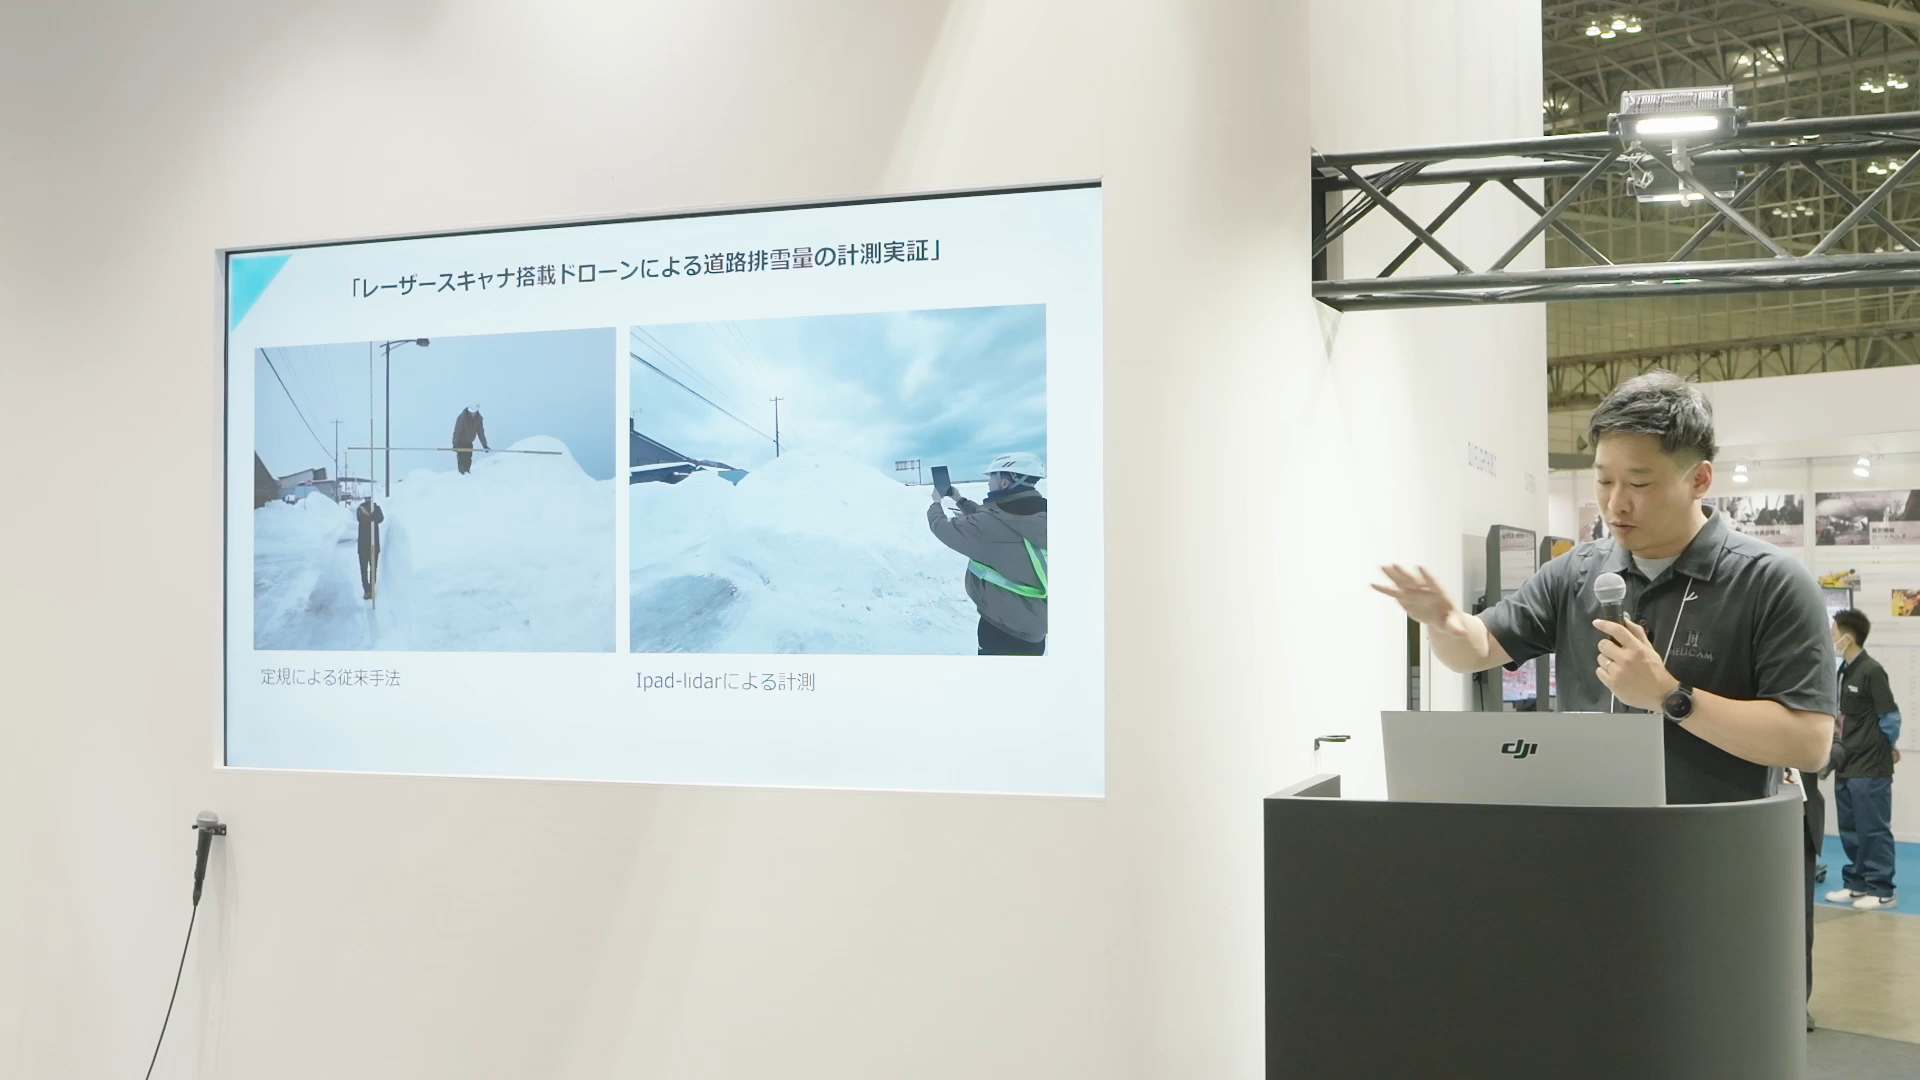 「レーザースキャナ搭載ドローンによる道路排雪量の計測実証」
定規による従来手法
Ipad-lidarによる計測
HELICAM
dji